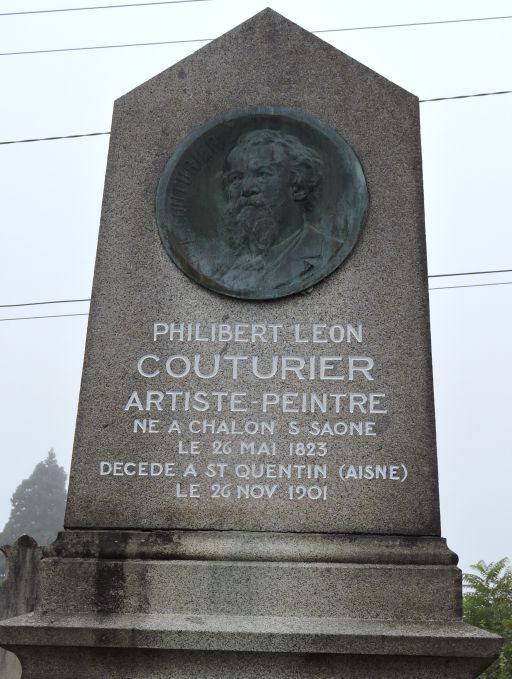 COUTURIER
PHILIBERT LEON
COUTURIER
ARTISTE-PEINTRE
NE A CHALON S SAONE
LE 26 MAI 1823
DECEDE A ST QUENTIN (AISNE)
LE 26 NOV 1901